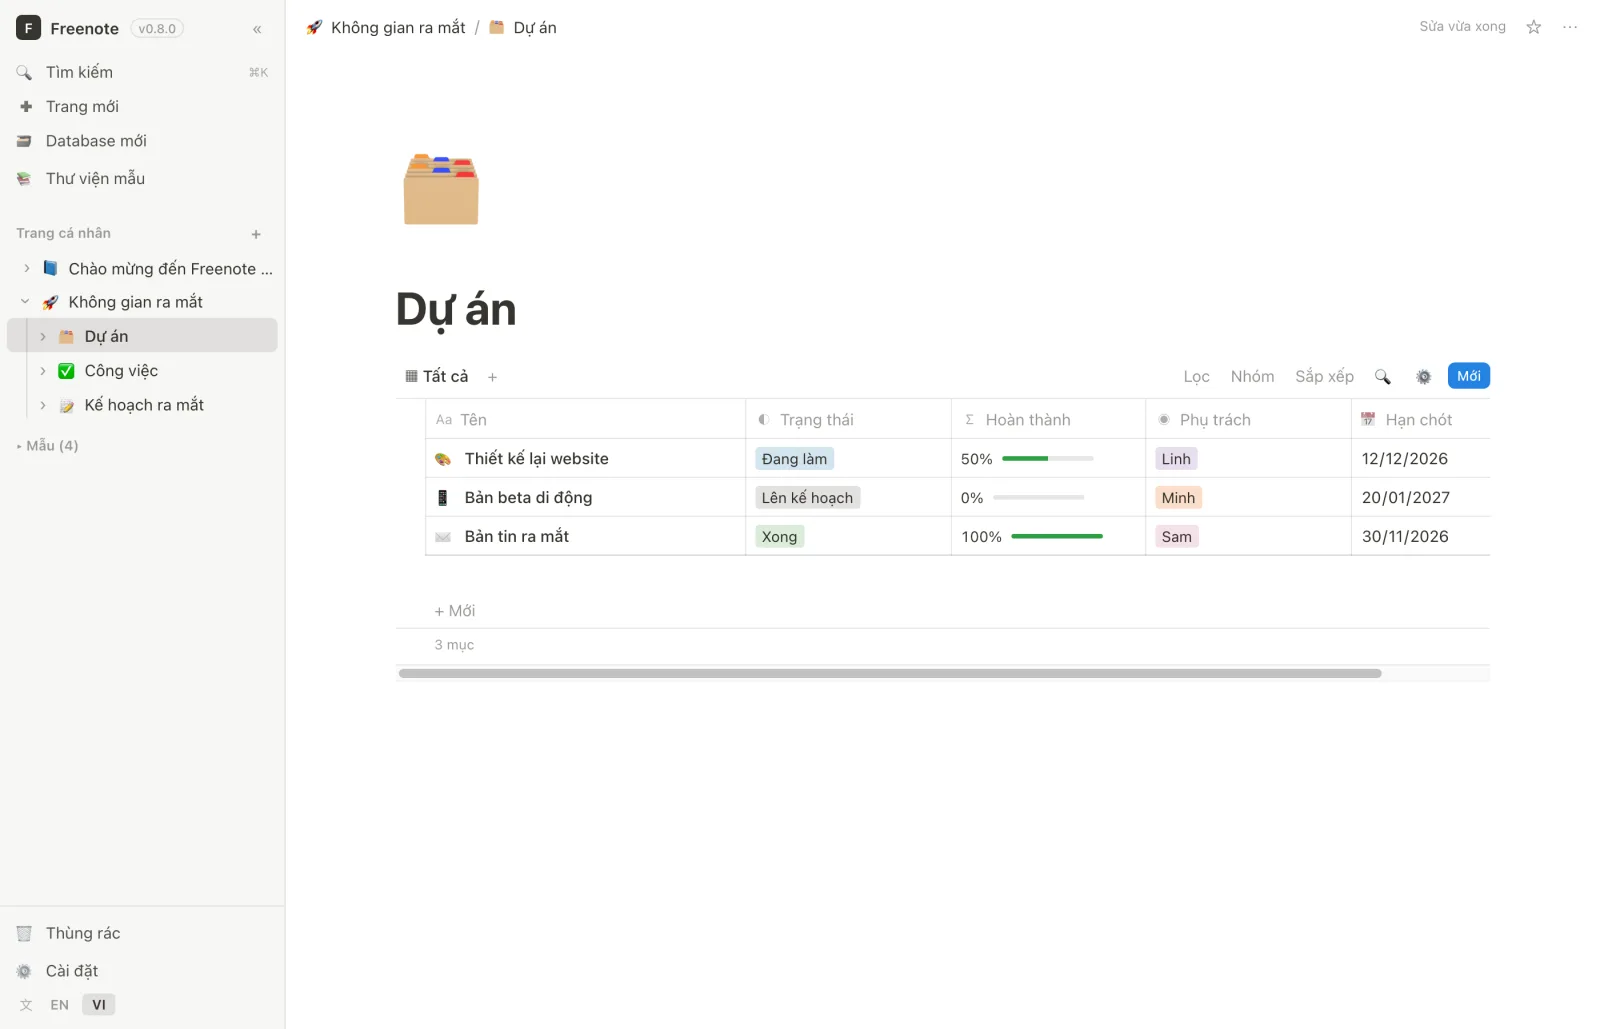 F Freenote v0.8.0 «
Tìm kiếm ⌘K
Trang mới
Database mới
Thư viện mẫu
Trang cá nhân +
Chào mừng đến Freenote ...
Không gian ra mắt
Dự án
Công việc
Kế hoạch ra mắt
Mẫu (4)
Thùng rác
Cài đặt
文 EN VI
Không gian ra mắt / Dự án
Sửa vừa xong
Dự án
Tất cả +
Lọc Nhóm Sắp xếp Mới
Aa Tên Trạng thái Σ Hoàn thành Phụ trách Hạn chót
Thiết kế lại website Đang làm 50% Linh 12/12/2026
Bản beta di động Lên kế hoạch 0% Minh 20/01/2027
Bản tin ra mắt Xong 100% Sam 30/11/2026
+ Mới
3 mục